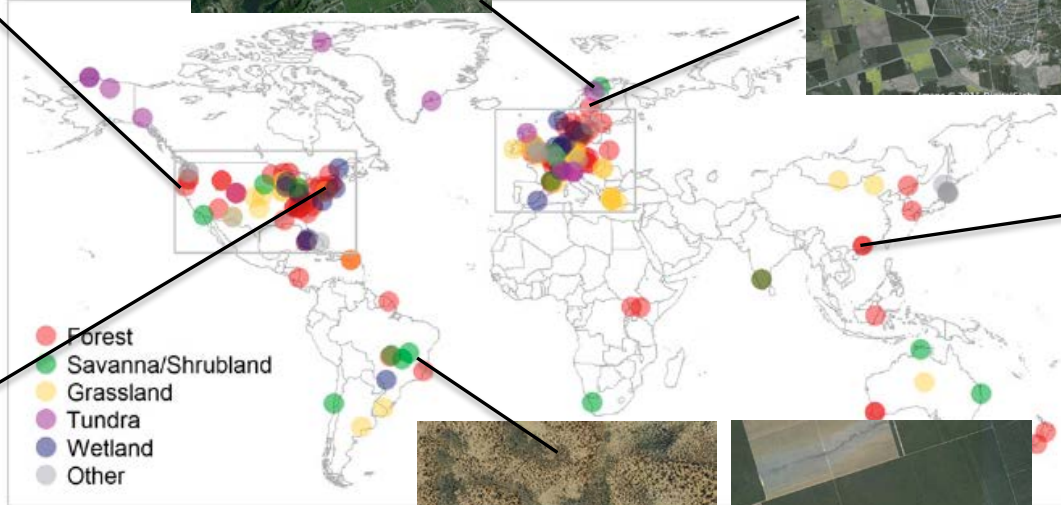 Forest
Savanna/Shrubland
Grassland
Tundra
Wetland
Other